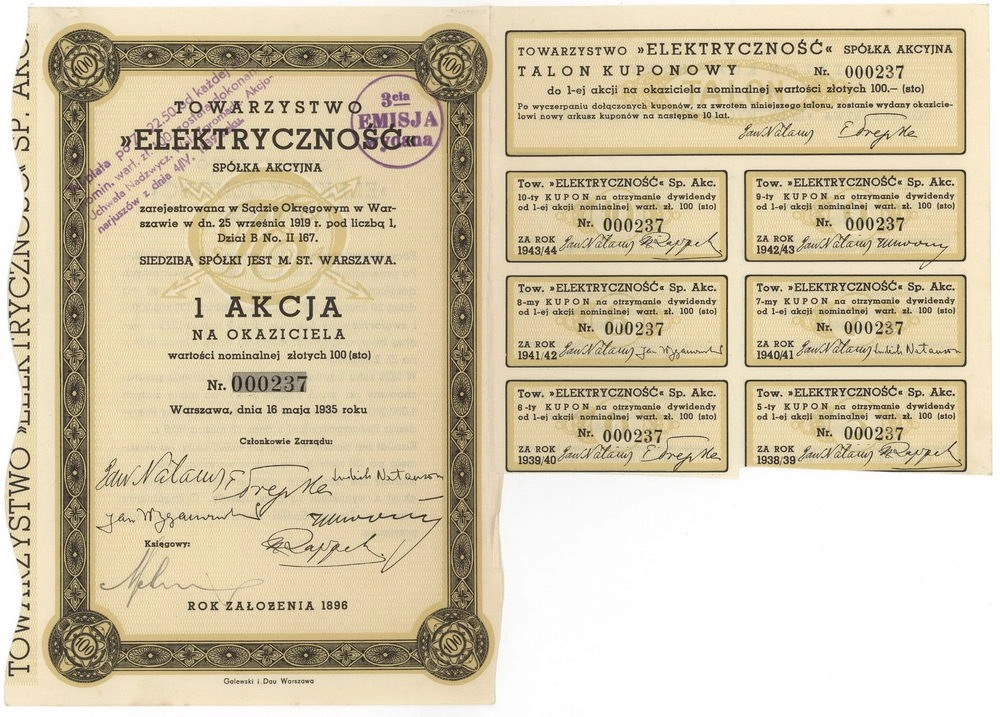 TOWARZYSTWO »ELEKTRYCZNOŚĆ« SP. AKC.
100
100
TOWARZYSTWO
»ELEKTRYCZNOŚĆ«
SPÓŁKA AKCYJNA
3cia
EMISJA
wydana
zarejestrowana w Sądzie Okręgowym w War-
szawie w dn. 25 września 1919 r. pod liczbą 1,
Dział B No. II 167.
SIEDZIBĄ SPÓŁKI JEST M. ST. WARSZAWA.
1 AKCJA
NA OKAZICIELA
wartości nominalnej złotych 100 (sto)
Nr. 000237
Warszawa, dnia 16 maja 1935 roku
Członkowie Zarządu:
Księgowy:
ROK ZAŁOŻENIA 1896
100
100
Galewski i Dau Warszawa
TOWARZYSTWO »ELEKTRYCZNOŚĆ« SPÓŁKA AKCYJNA
TALON KUPONOWY Nr. 000237
do 1-ej akcji na okaziciela nominalnej wartości złotych 100.— (sto)
Po wyczerpaniu dołączonych kuponów, za zwrotem niniejszego talonu, zostanie wydany okazicie-
lowi nowy arkusz kuponów na następne 10 lat.
Tow. »ELEKTRYCZNOŚĆ« Sp. Akc.
10-ty KUPON na otrzymanie dywidendy
od 1-ej akcji nominalnej wart. zł. 100 (sto)
Nr. 000237
ZA ROK
1943/44
Tow. »ELEKTRYCZNOŚĆ« Sp. Akc.
9-ty KUPON na otrzymanie dywidendy
od 1-ej akcji nominalnej wart. zł. 100 (sto)
Nr. 000237
ZA ROK
1942/43
Tow. »ELEKTRYCZNOŚĆ« Sp. Akc.
8-my KUPON na otrzymanie dywidendy
od 1-ej akcji nominalnej wart. zł. 100 (sto)
Nr. 000237
ZA ROK
1941/42
Tow. »ELEKTRYCZNOŚĆ« Sp. Akc.
7-my KUPON na otrzymanie dywidendy
od 1-ej akcji nominalnej wart. zł. 100 (sto)
Nr. 000237
ZA ROK
1940/41
Tow. »ELEKTRYCZNOŚĆ« Sp. Akc.
6-ty KUPON na otrzymanie dywidendy
od 1-ej akcji nominalnej wart. zł. 100 (sto)
Nr. 000237
ZA ROK
1939/40
Tow. »ELEKTRYCZNOŚĆ« Sp. Akc.
5-ty KUPON na otrzymanie dywidendy
od 1-ej akcji nominalnej wart. zł. 100 (sto)
Nr. 000237
ZA ROK
1938/39